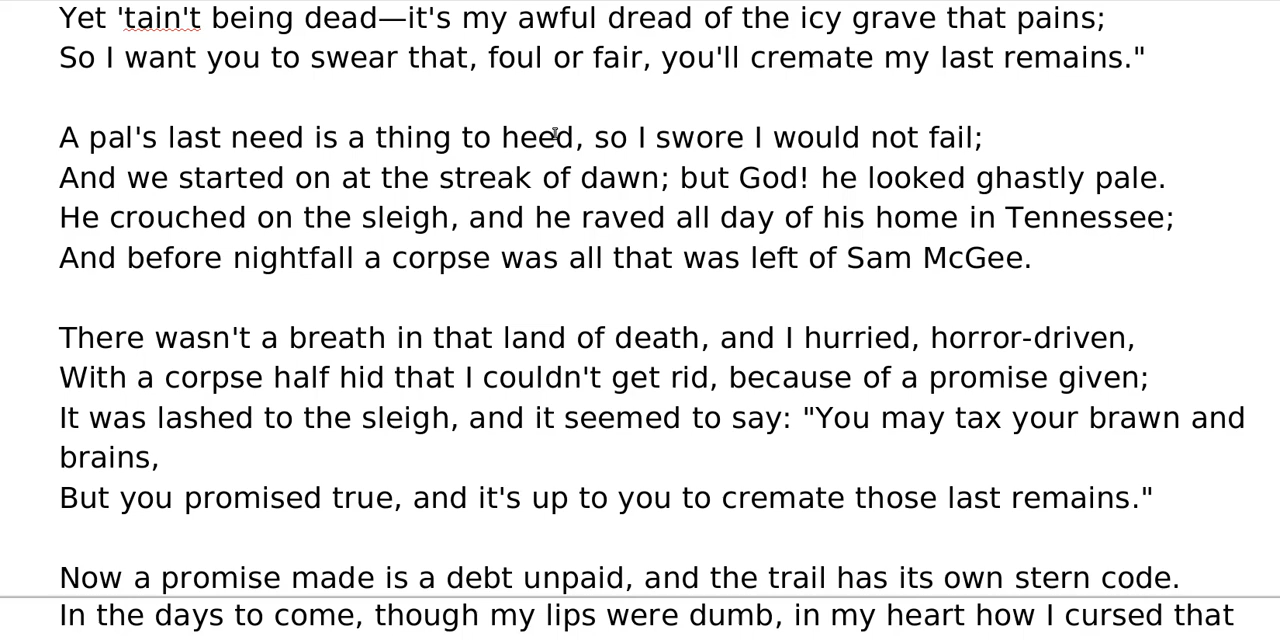 Yet 'tain't being dead—it's my awful dread of the icy grave that pains;
So I want you to swear that, foul or fair, you'll cremate my last remains."
A pal's last need is a thing to heed, so I swore I would not fail;
And we started on at the streak of dawn; but God! he looked ghastly pale.
He crouched on the sleigh, and he raved all day of his home in Tennessee;
And before nightfall a corpse was all that was left of Sam McGee.
There wasn't a breath in that land of death, and I hurried, horror-driven,
With a corpse half hid that I couldn't get rid, because of a promise given;
It was lashed to the sleigh, and it seemed to say: "You may tax your brawn and
brains,
But you promised true, and it's up to you to cremate those last remains."
Now a promise made is a debt unpaid, and the trail has its own stern code.
In the days to come, though my lips were dumb, in my heart how I cursed that